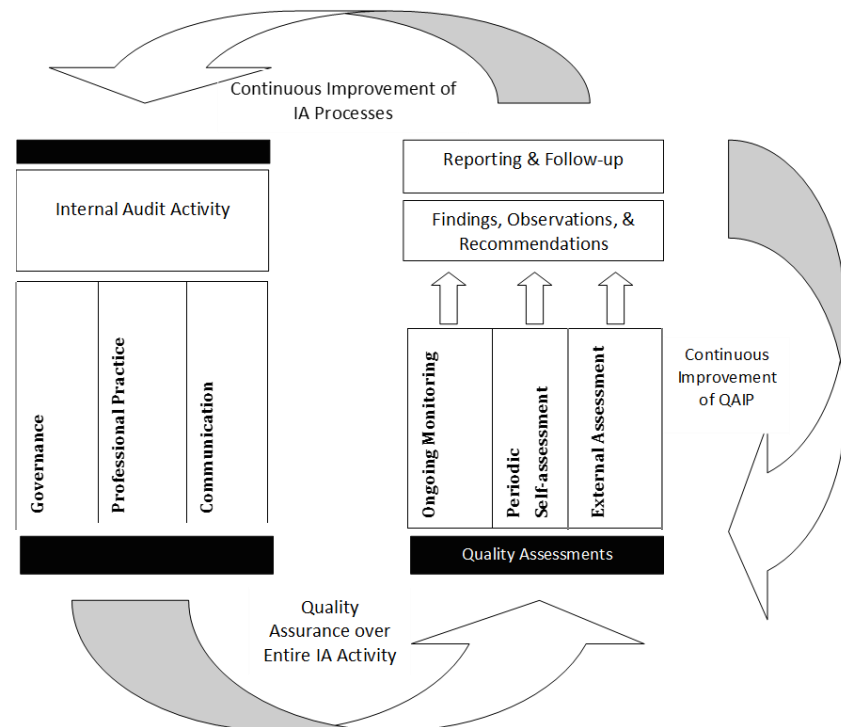 Continuous Improvement of
IA Processes
Internal Audit Activity
Governance
Professional Practice
Communication
Reporting & Follow-up
Findings, Observations, &
Recommendations
Ongoing Monitoring
Periodic
Self-assessment
External Assessment
Quality Assessments
Continuous
Improvement
of QAIP
Quality
Assurance over
Entire IA Activity